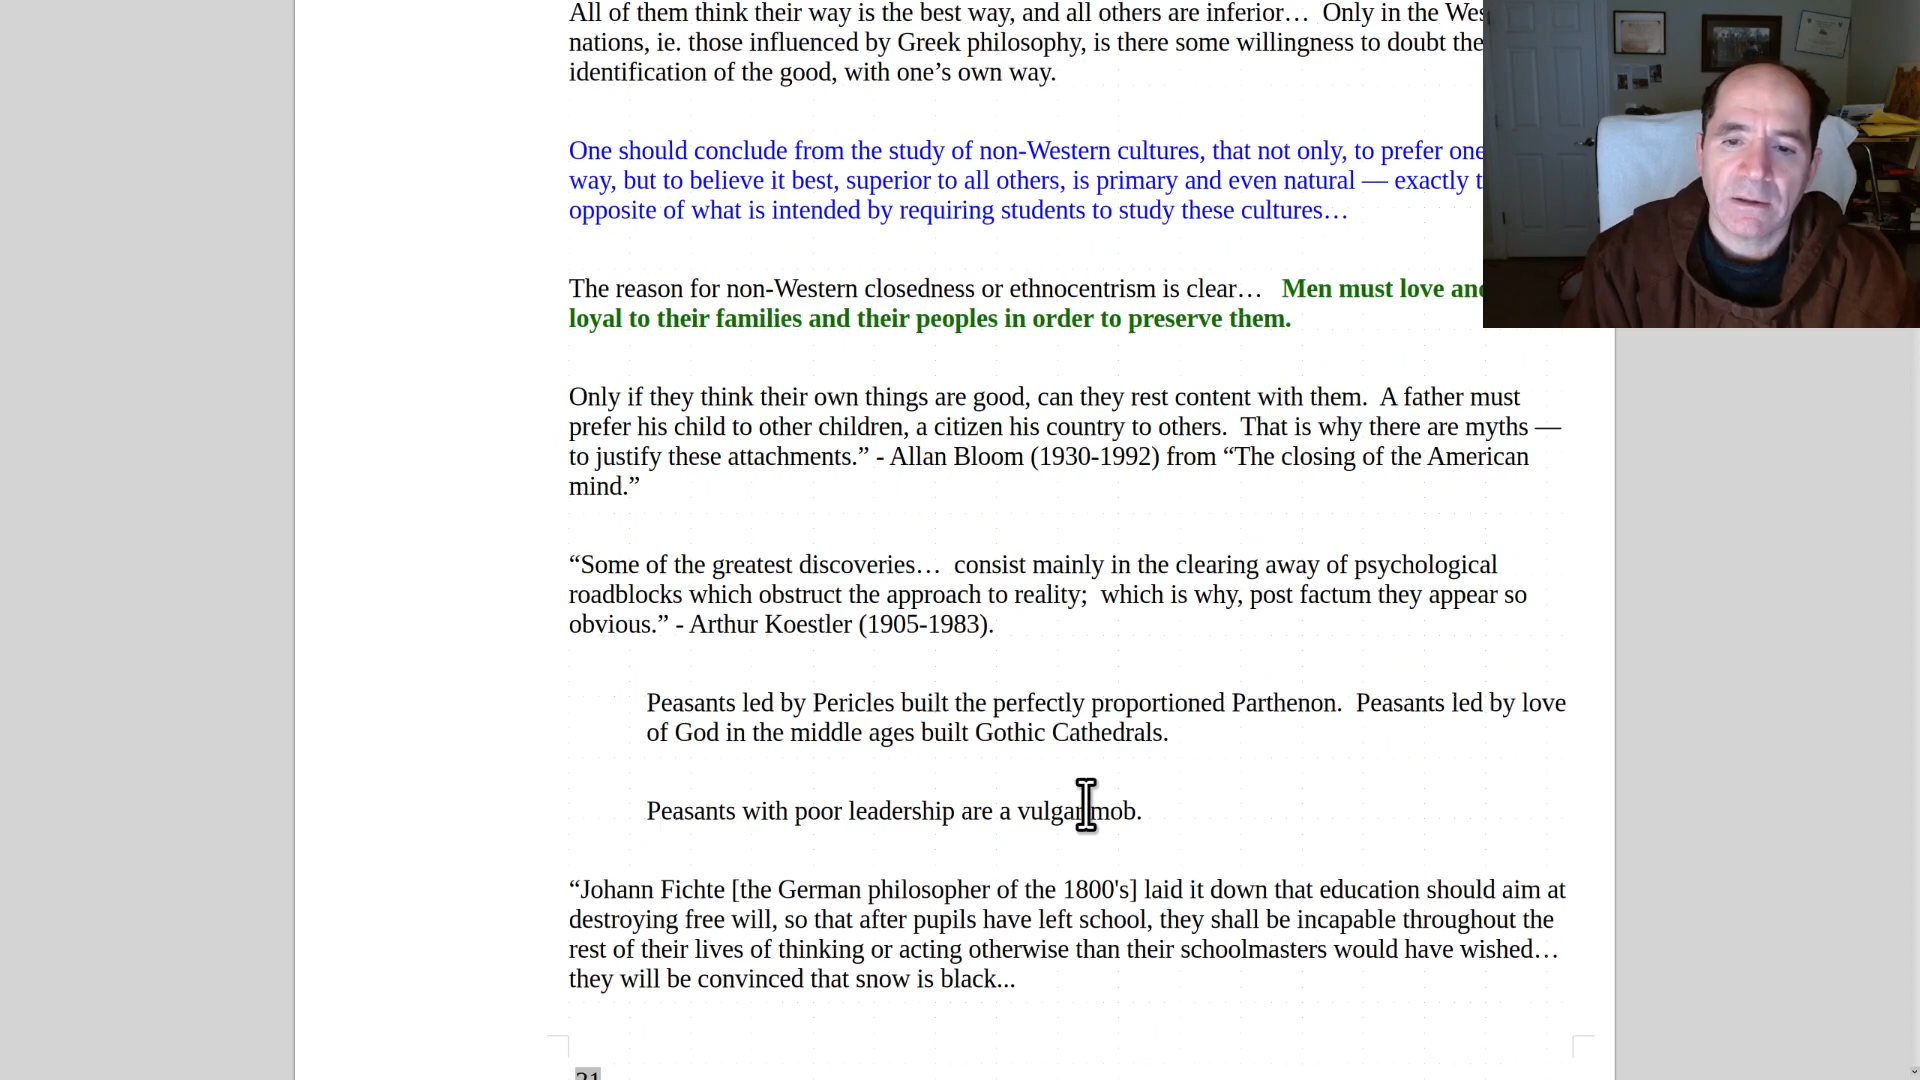 All of them think their way is the best way, and all others are inferior…  Only in the Wes
nations, ie. those influenced by Greek philosophy, is there some willingness to doubt the
identification of the good, with one’s own way.
One should conclude from the study of non-Western cultures, that not only, to prefer one
way, but to believe it best, superior to all others, is primary and even natural — exactly t
opposite of what is intended by requiring students to study these cultures…
The reason for non-Western closedness or ethnocentrism is clear…   Men must love and
loyal to their families and their peoples in order to preserve them.
Only if they think their own things are good, can they rest content with them.  A father must
prefer his child to other children, a citizen his country to others.  That is why there are myths —
to justify these attachments.” - Allan Bloom (1930-1992) from “The closing of the American
mind.”
“Some of the greatest discoveries…  consist mainly in the clearing away of psychological
roadblocks which obstruct the approach to reality;  which is why, post factum they appear so
obvious.” - Arthur Koestler (1905-1983).
Peasants led by Pericles built the perfectly proportioned Parthenon.  Peasants led by love
of God in the middle ages built Gothic Cathedrals.
Peasants with poor leadership are a vulgar mob.
“Johann Fichte [the German philosopher of the 1800's] laid it down that education should aim at
destroying free will, so that after pupils have left school, they shall be incapable throughout the
rest of their lives of thinking or acting otherwise than their schoolmasters would have wished…
they will be convinced that snow is black...
21